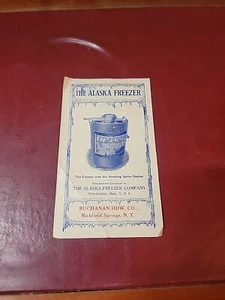 THE ALASKA FREEZER
The Freezer with the Aerating Spoon Dasher
THE ALASKA FREEZER COMPANY
WINCHENDON, MASS., U. S. A.
BUCHANAN HDW. CO.
Richfield Springs, N. Y.